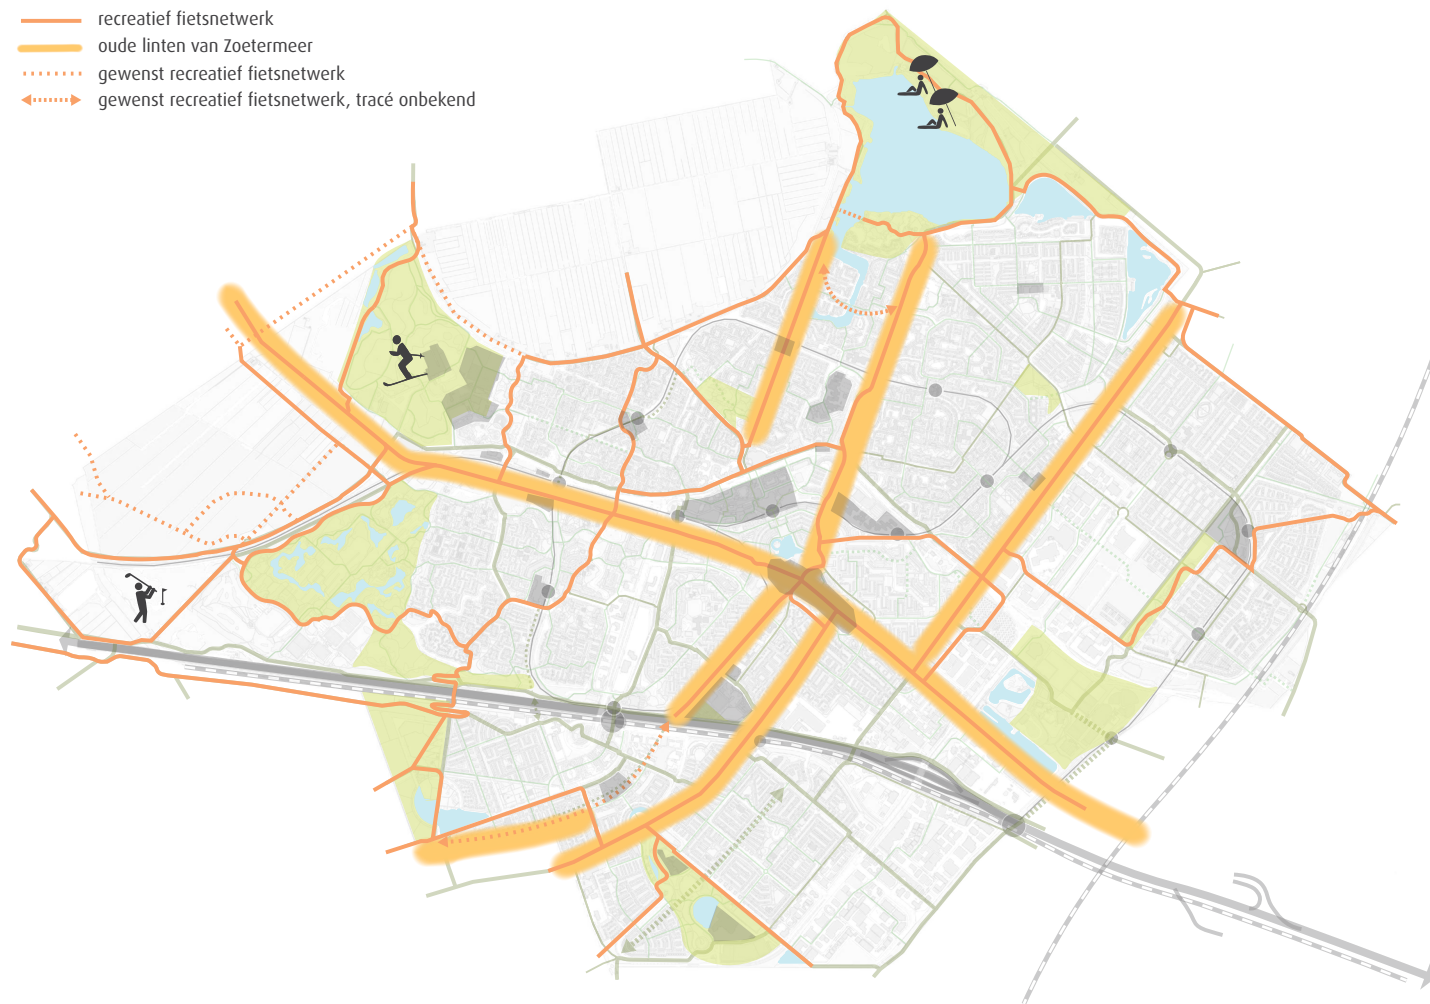 recreatief fietsnetwerk
oude linten van Zoetermeer
gewenst recreatief fietsnetwerk
gewenst recreatief fietsnetwerk, tracé onbekend